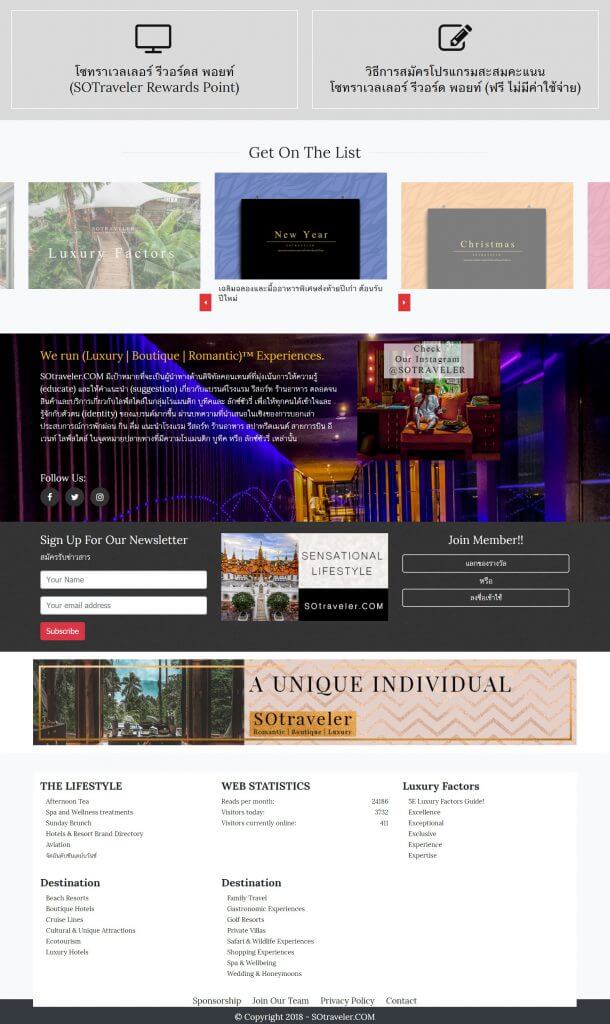 โซทราเวลเลอร์ รีวอร์ดส พอยท์
(SOTraveler Rewards Point)
วิธีการสมัครโปรแกรมสะสมคะแนน
โซทราเวลเลอร์ รีวอร์ด พอยท์ (ฟรี ไม่มีค่าใช้จ่าย)
Get On The List
SOTRAVELER
Luxury Factors
New Year
SOTRAVELER
Christmas
SOTRAVELER
เฉลิมฉลองและมื้ออาหารพิเศษส่งท้ายปีเก่า ต้อนรับ
ปีใหม่
We run (Luxury | Boutique | Romantic)™ Experiences.
SOtraveler.COM มีเป้าหมายที่จะเป็นผู้นำทางด้านดิจิทัลคอนเทนต์ที่มุ่งเน้นการให้ความรู้
(educate) และให้คำแนะนำ (suggestion) เกี่ยวกับแบรนด์โรงแรม รีสอร์ท ร้านอาหาร ตลอดจน
สินค้าและบริการเกี่ยวกับไลฟ์สไตล์ในกลุ่มโรแมนติก บูทีคและ ลักซ์ชัวรี่ เพื่อให้ทุกคนได้เข้าใจและ
รู้จักกับตัวตน (identity) ของแบรนด์มากขึ้น ผ่านบทความที่นำเสนอในเชิงของการบอกเล่า
ประสบการณ์การพักผ่อน กิน ดื่ม แนะนำโรงแรม รีสอร์ท ร้านอาหาร สปาทรีตเมนต์ สายการบิน อี
เวนท์ ไลฟ์สไตล์ ในจุดหมายปลายทางที่มีความโรแมนติก บูทีค หรือ ลักซ์ชัวรี่ เหล่านั้น
Check
Our Instagram
@SOTRAVELER
Follow Us:
Sign Up For Our Newsletter
สมัครรับข่าวสาร
Your Name
Your email address
Subscribe
SENSATIONAL
LIFESTYLE
SOtraveler.COM
Join Member!!
แลกของรางวัล
หรือ
ลงชื่อเข้าใช้
A UNIQUE INDIVIDUAL
SOtraveler
Romantic | Boutique | Luxury
THE LIFESTYLE
Afternoon Tea
Spa and Wellness treatments
Sunday Brunch
Hotels & Resort Brand Directory
Aviation
WEB STATISTICS
Reads per month: 24186
Visitors today: 3732
Visitors currently online: 411
Luxury Factors
5E Luxury Factors Guide!
Excellence
Exceptional
Exclusive
Experience
Expertise
Destination
Beach Resorts
Boutique Hotels
Cruise Lines
Cultural & Unique Attractions
Ecotourism
Luxury Hotels
Destination
Family Travel
Gastronomic Experiences
Golf Resorts
Private Villas
Safari & Wildlife Experiences
Shopping Experiences
Spa & Wellbeing
Wedding & Honeymoons
Sponsorship Join Our Team Privacy Policy Contact
© Copyright 2018 - SOtraveler.COM